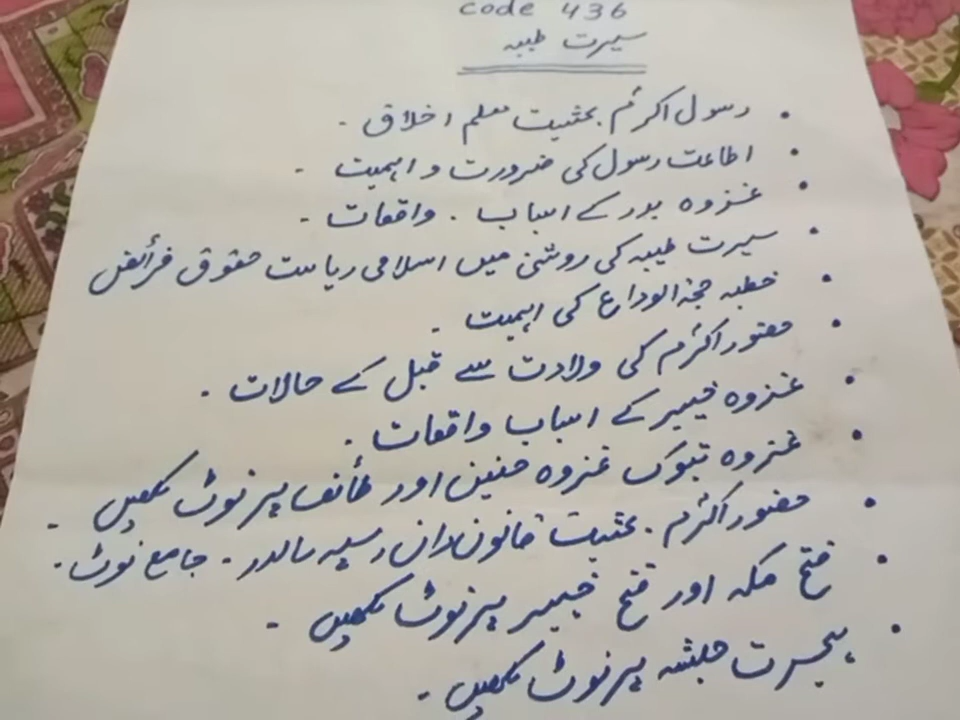 code 436
سیرت طیبہ
رسول اکرم بحثیت معلم اخلاق ۔
اطاعت رسول کی ضرورت و اہمیت ۔
غزوہ بدر کے اسباب ۔ واقعات ۔
سیرت طیبہ کی روشنی میں اسلامی ریاست حقوق فرائض
خطبہ حجۃ الوداع کی اہمیت ۔
حضور اکرم کی ولادت سے قبل کے حالات ۔
غزوہ خیبر کے اسباب واقعات ۔
غزوہ تبوک غزوہ حنین اور طائف پر نوٹ لکھیں ۔
حضور اکرم ۔ بحثیت قانون دان ، سپہ سالار ۔ جامع نوٹ ۔
فتح مکہ اور فتح خیبر پر نوٹ لکھیں ۔
ہجرت حبشہ پر نوٹ لکھیں ۔